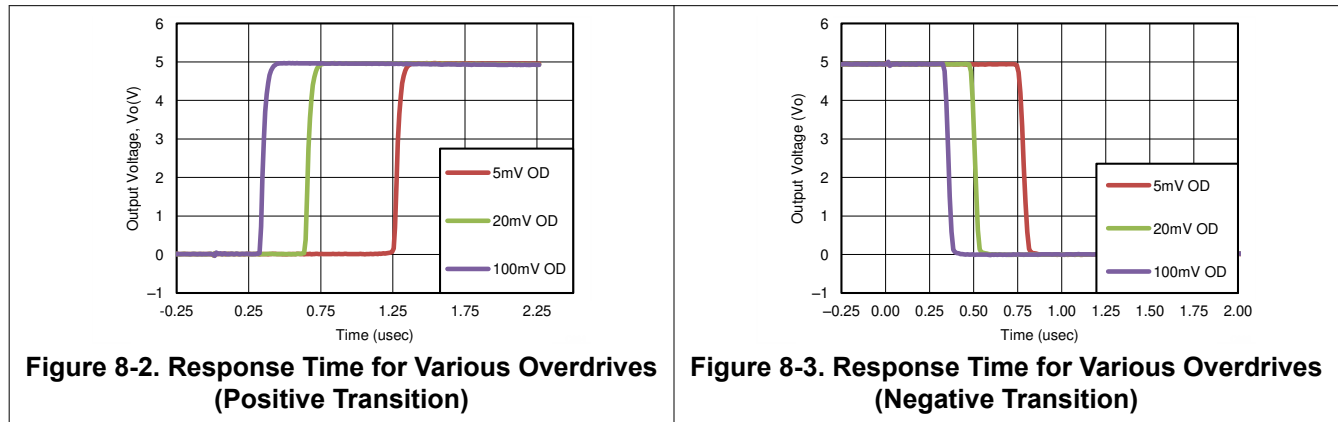 6
5
4
3
2
1
0
–1
Output Voltage, Vo(V)
-0.25 0.25 0.75 1.25 1.75 2.25
Time (usec)
5mV OD
20mV OD
100mV OD
Figure 8-2. Response Time for Various Overdrives
(Positive Transition)
6
5
4
3
2
1
0
–1
Output Voltage (Vo)
–0.25 0.00 0.25 0.50 0.75 1.00 1.25 1.50 1.75 2.00
Time (usec)
5mV OD
20mV OD
100mV OD
Figure 8-3. Response Time for Various Overdrives
(Negative Transition)